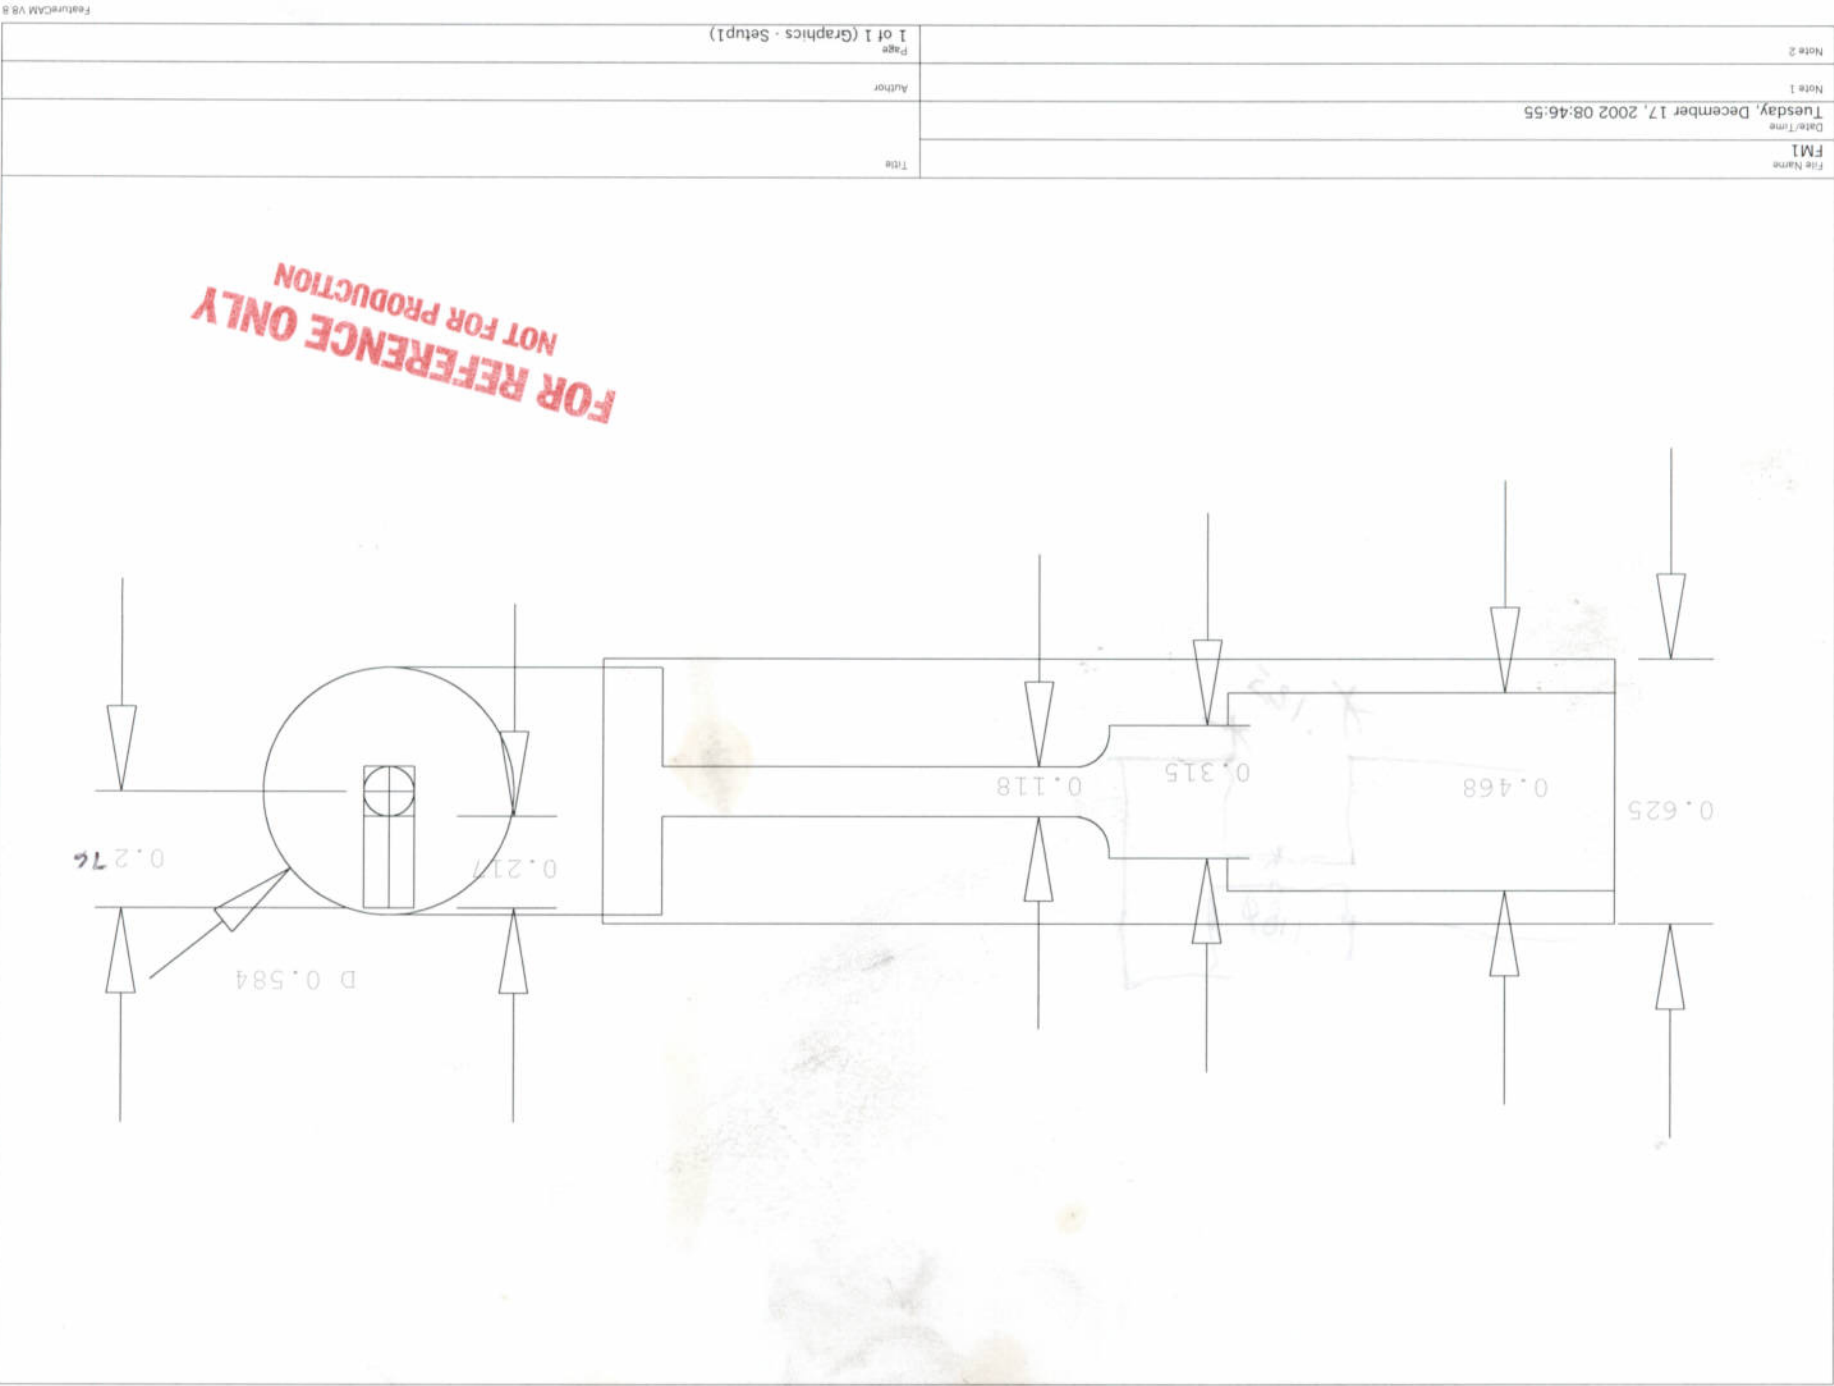 0.625
0.468
0.315
0.118
0.217
0.276
D 0.584
FOR REFERENCE ONLY
NOT FOR PRODUCTION
File Name
FM1
Title
Date/Time
Tuesday, December 17, 2002 08:46:55
Note 1
Author
Note 2
Page
1 of 1 (Graphics - Setup1)
FeatureCAM V8.8